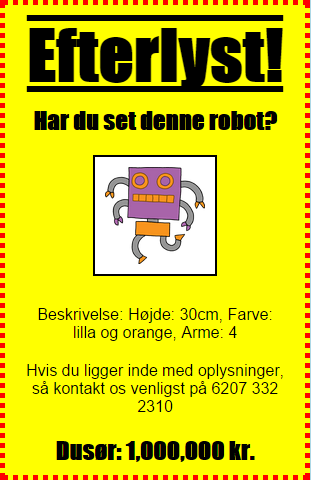 Efterlyst!
Har du set denne robot?
Beskrivelse: Højde: 30cm, Farve:
lilla og orange, Arme: 4
Hvis du ligger inde med oplysninger,
så kontakt os venligst på 6207 332
2310
Dusør: 1,000,000 kr.